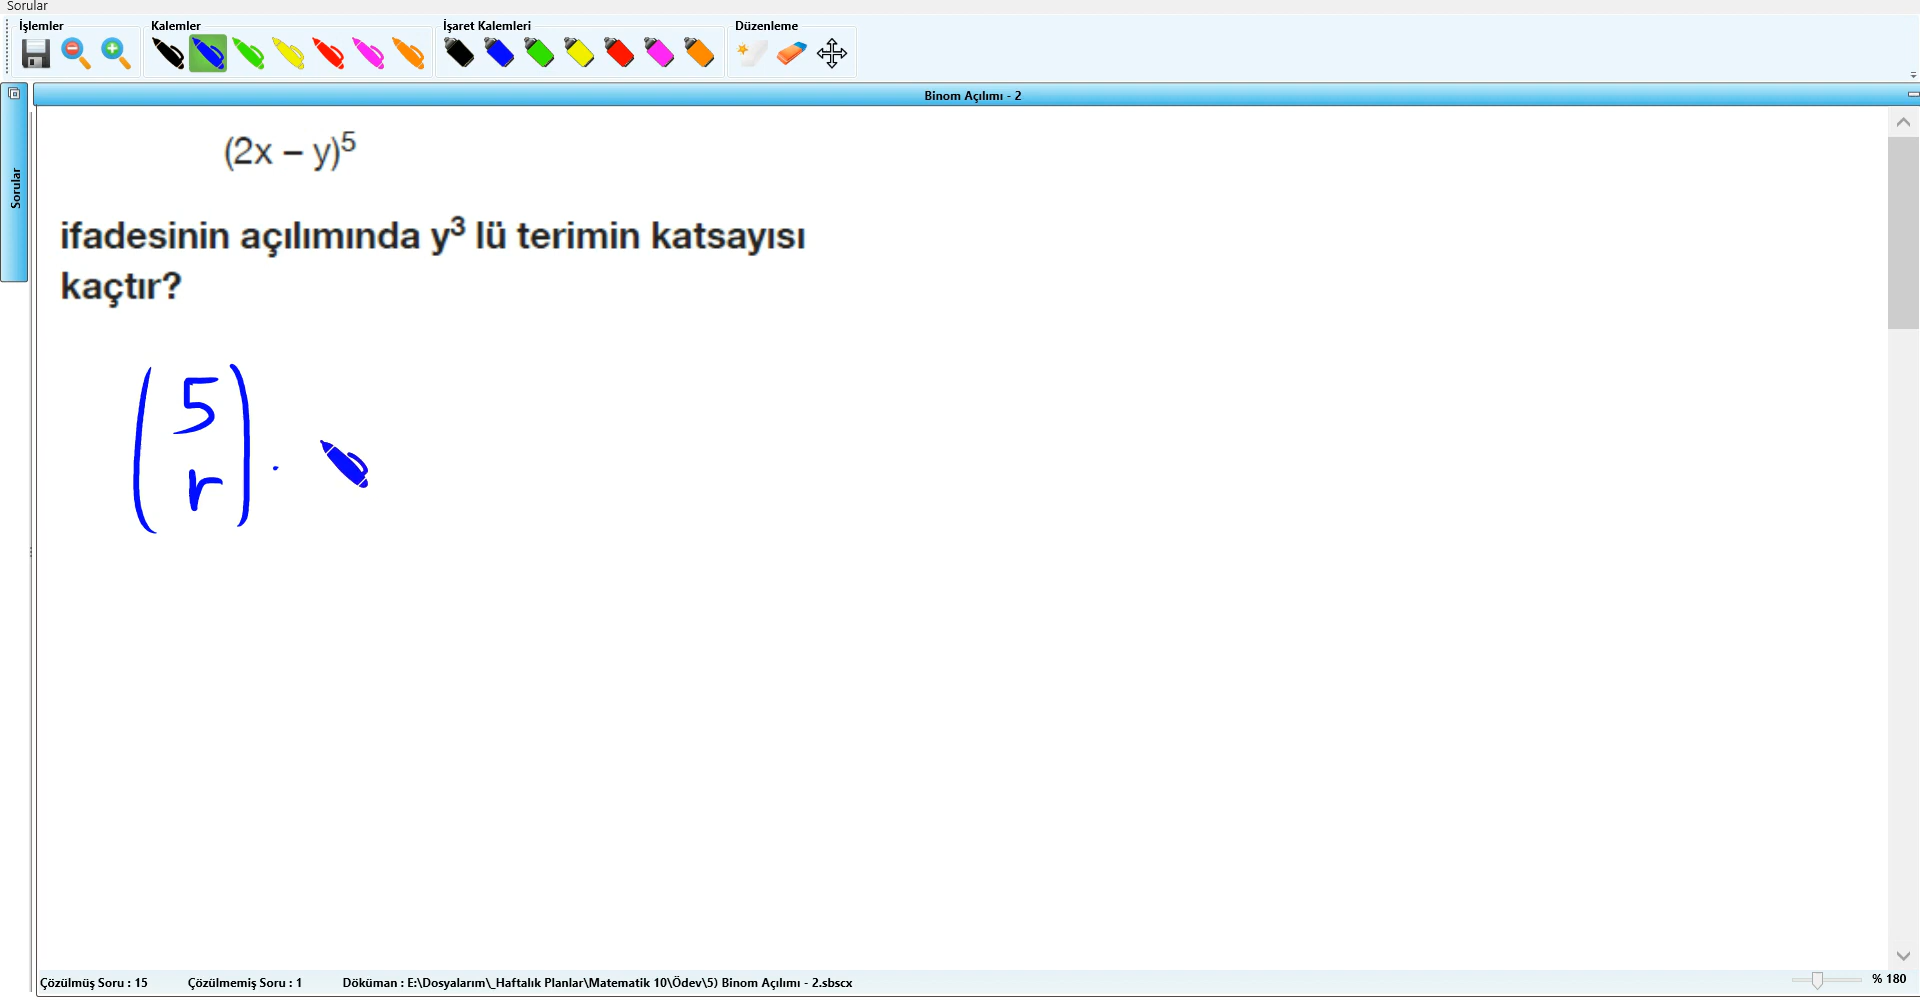 Sorular
İşlemler Kalemler İşaret Kalemleri Düzenleme
Binom Açılımı - 2
Sorular
(2x – y)⁵
ifadesinin açılımında y³ lü terimin katsayısı
kaçtır?
( 5
r ) .
Çözülmüş Soru : 15 Çözülmemiş Soru : 1 Döküman : E:\Dosyalarım\_Haftalık Planlar\Matematik 10\Ödev\5) Binom Açılımı - 2.sbscx % 180